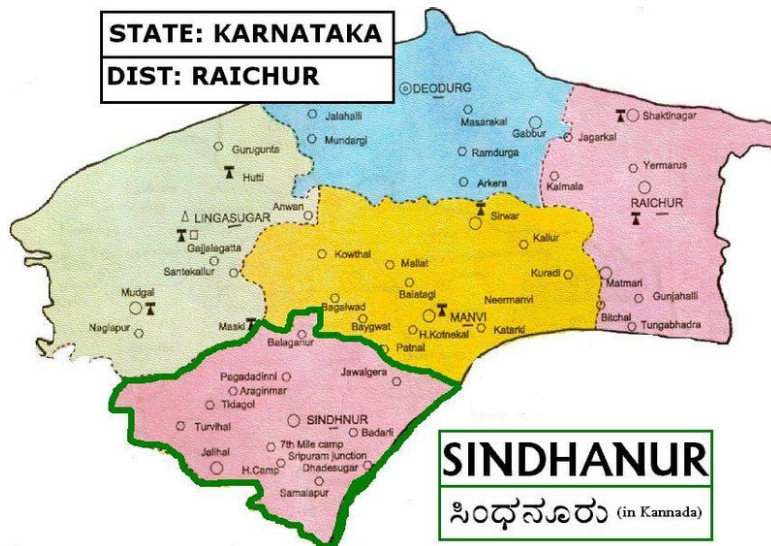 STATE: KARNATAKA
DIST: RAICHUR
DEODURG
Jalahalli
Masarakal
Gabbur
Shaktinagar
Mundargi
Jagarkal
Gurugunta
Ramdurga
Yermarus
Hutti
Arkera
Kalmala
RAICHUR
Anwari
LINGASUGAR
Sirwar
Gajjalagatta
Kowthal
Kallur
Santekallur
Mallat
Kuradi
Matmari
Balatagi
Mudgal
Bagalwad
Neermanvi
Gunjahalli
Bitchal
MANVI
Naglapur
Maski
Baygwat
H.Kotnekal
Katarki
Tungabhadra
Balaganur
Patnal
Pagadadinni
Jawalgera
Araginmar
Tidagol
SINDHNUR
Turvihal
Badarli
7th Mile camp
Jalihal
Sripuram junction
H.Camp
Dhadesugar
Samalapur
SINDHANUR
ಸಿಂಧನೂರು (in Kannada)